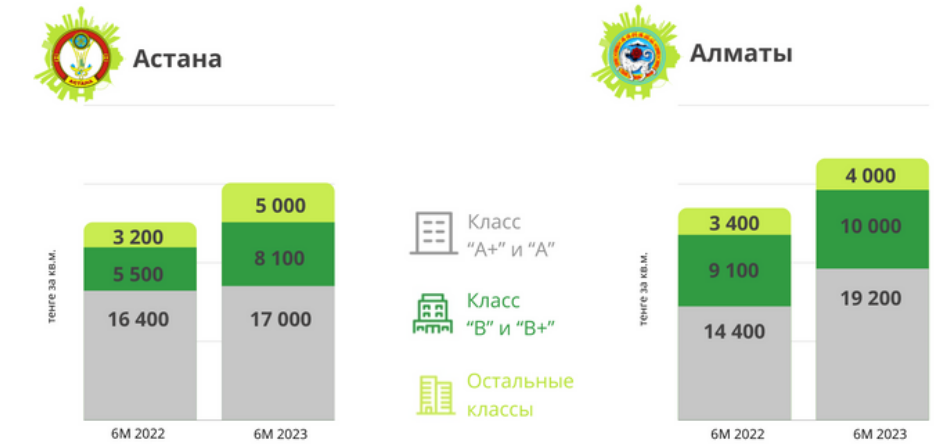 Астана
тенге за кв.м.
3 200
5 500
16 400
6М 2022
5 000
8 100
17 000
6М 2023
Класс
“А+” и “А”
Класс
“В” и “В+”
Остальные
классы
Алматы
тенге за кв.м.
3 400
9 100
14 400
6М 2022
4 000
10 000
19 200
6М 2023
АСТАНА